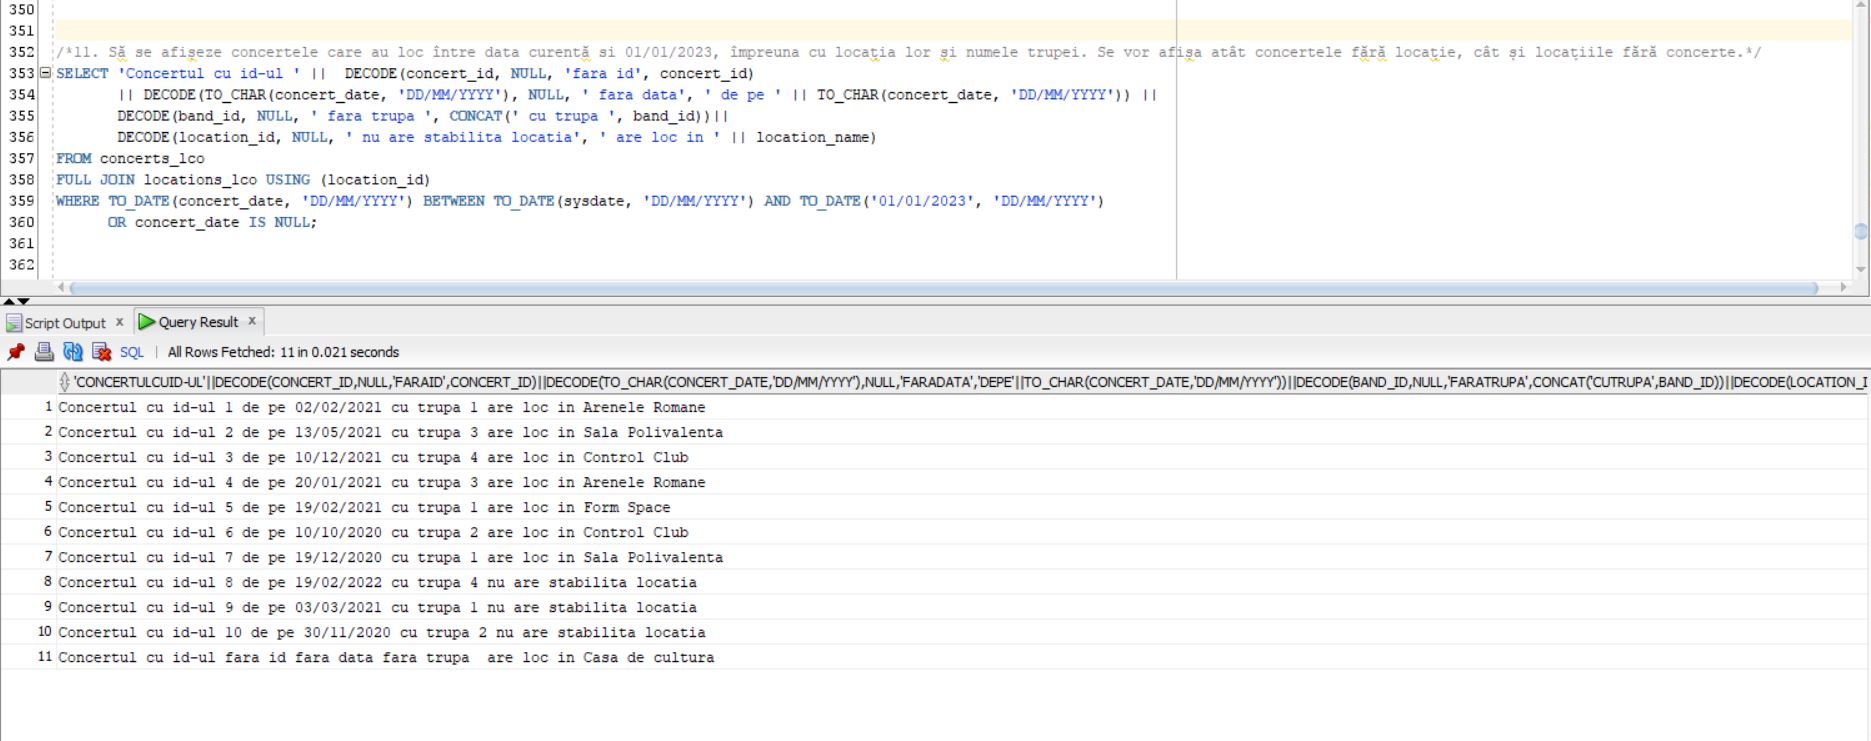 350
351
352 /*11. Să se afișeze concertele care au loc între data curentă si 01/01/2023, împreuna cu locația lor și numele trupei. Se vor afișa atât concertele fără locație, cât și locațiile fără concerte.*/
353 SELECT 'Concertul cu id-ul ' || DECODE(concert_id, NULL, 'fara id', concert_id)
354 || DECODE(TO_CHAR(concert_date, 'DD/MM/YYYY'), NULL, ' fara data', ' de pe ' || TO_CHAR(concert_date, 'DD/MM/YYYY')) ||
355 DECODE(band_id, NULL, ' fara trupa ', CONCAT(' cu trupa ', band_id))||
356 DECODE(location_id, NULL, ' nu are stabilita locatia', ' are loc in ' || location_name)
357 FROM concerts_lco
358 FULL JOIN locations_lco USING (location_id)
359 WHERE TO_DATE(concert_date, 'DD/MM/YYYY') BETWEEN TO_DATE(sysdate, 'DD/MM/YYYY') AND TO_DATE('01/01/2023', 'DD/MM/YYYY')
360 OR concert_date IS NULL;
361
362
Script Output x Query Result x
SQL | All Rows Fetched: 11 in 0.021 seconds
'CONCERTULCUID-UL'||DECODE(CONCERT_ID,NULL,'FARAID',CONCERT_ID)||DECODE(TO_CHAR(CONCERT_DATE,'DD/MM/YYYY'),NULL,'FARADATA','DEPE'||TO_CHAR(CONCERT_DATE,'DD/MM/YYYY'))||DECODE(BAND_ID,NULL,'FARATRUPA',CONCAT('CUTRUPA',BAND_ID))||DECODE(LOCATION_I
1 Concertul cu id-ul 1 de pe 02/02/2021 cu trupa 1 are loc in Arenele Romane
2 Concertul cu id-ul 2 de pe 13/05/2021 cu trupa 3 are loc in Sala Polivalenta
3 Concertul cu id-ul 3 de pe 10/12/2021 cu trupa 4 are loc in Control Club
4 Concertul cu id-ul 4 de pe 20/01/2021 cu trupa 3 are loc in Arenele Romane
5 Concertul cu id-ul 5 de pe 19/02/2021 cu trupa 1 are loc in Form Space
6 Concertul cu id-ul 6 de pe 10/10/2020 cu trupa 2 are loc in Control Club
7 Concertul cu id-ul 7 de pe 19/12/2020 cu trupa 1 are loc in Sala Polivalenta
8 Concertul cu id-ul 8 de pe 19/02/2022 cu trupa 4 nu are stabilita locatia
9 Concertul cu id-ul 9 de pe 03/03/2021 cu trupa 1 nu are stabilita locatia
10 Concertul cu id-ul 10 de pe 30/11/2020 cu trupa 2 nu are stabilita locatia
11 Concertul cu id-ul fara id fara data fara trupa  are loc in Casa de cultura